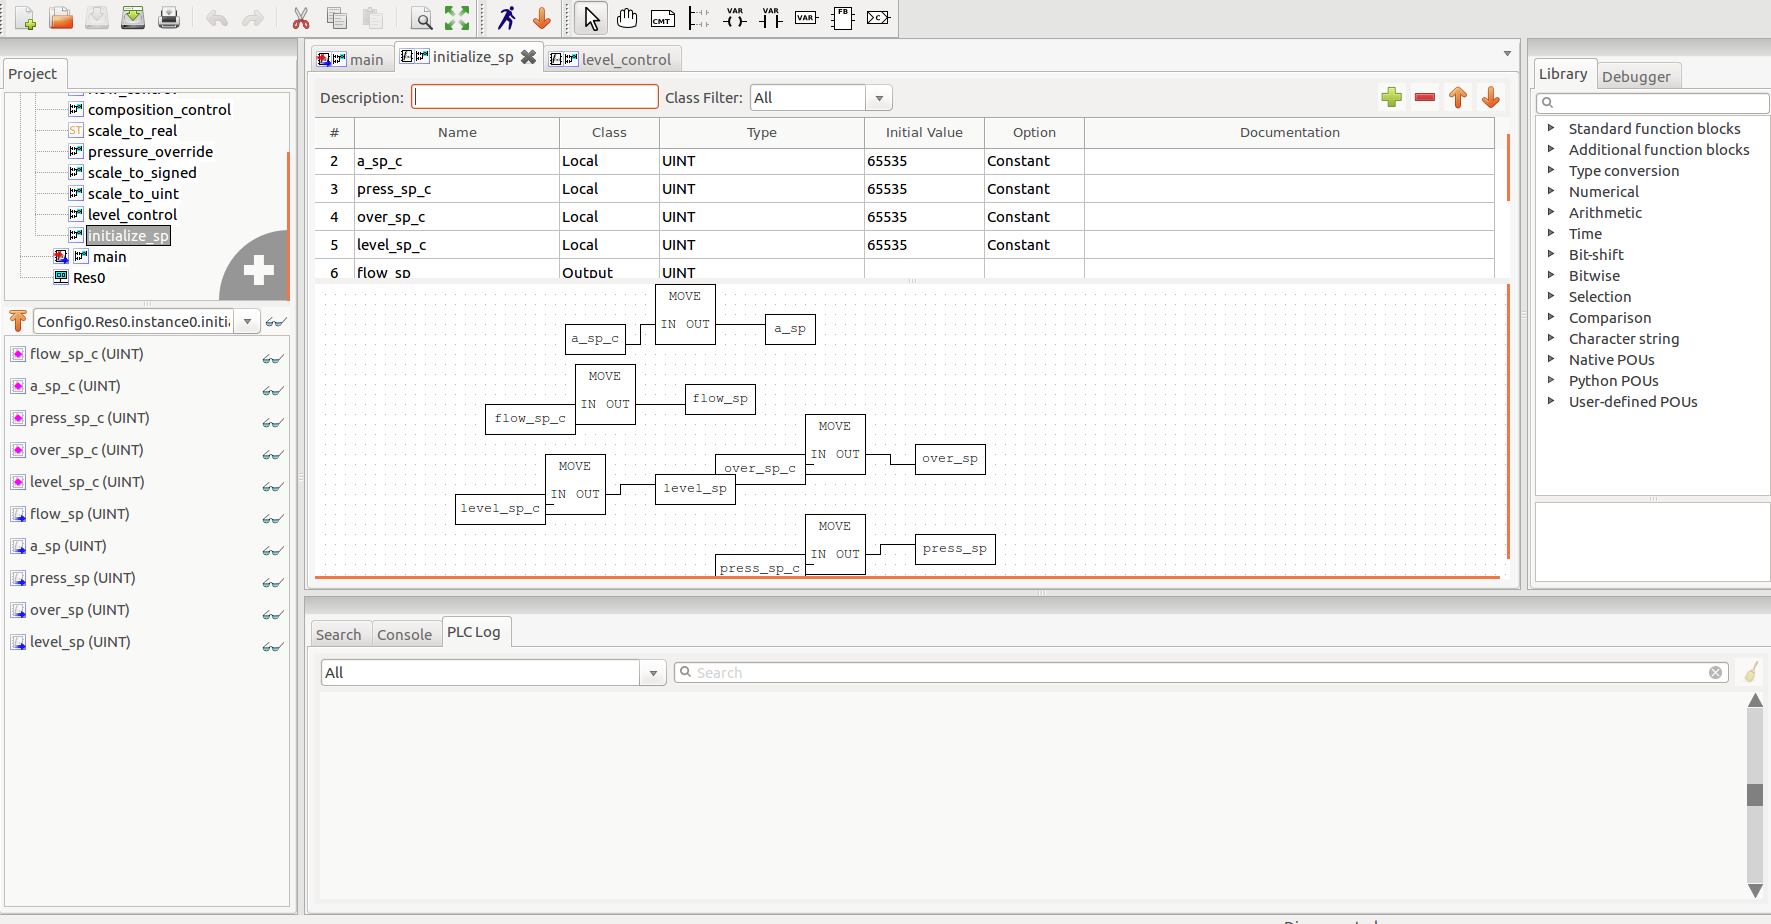 CMT
VAR
VAR
VAR
FB
C
Project
composition_control
ST scale_to_real
pressure_override
scale_to_signed
scale_to_uint
level_control
initialize_sp
main
Res0
Config0.Res0.instance0.initi
flow_sp_c (UINT)
a_sp_c (UINT)
press_sp_c (UINT)
over_sp_c (UINT)
level_sp_c (UINT)
flow_sp (UINT)
a_sp (UINT)
press_sp (UINT)
over_sp (UINT)
level_sp (UINT)
main initialize_sp level_control
Description: Class Filter: All
# Name Class Type Initial Value Option Documentation
2 a_sp_c Local UINT 65535 Constant
3 press_sp_c Local UINT 65535 Constant
4 over_sp_c Local UINT 65535 Constant
5 level_sp_c Local UINT 65535 Constant
6 flow_sp Output UINT
MOVE
IN OUT
a_sp_c
a_sp
MOVE
IN OUT
flow_sp_c
flow_sp
MOVE
IN OUT
over_sp_c
over_sp
MOVE
IN OUT
level_sp_c
level_sp
MOVE
IN OUT
press_sp_c
press_sp
Search Console PLC Log
All Search
Library Debugger
Standard function blocks
Additional function blocks
Type conversion
Numerical
Arithmetic
Time
Bit-shift
Bitwise
Selection
Comparison
Character string
Native POUs
Python POUs
User-defined POUs